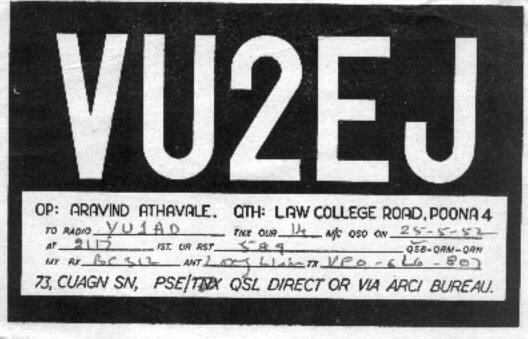 VU2EJ
OP: ARAVIND ATHAVALE. QTH: LAW COLLEGE ROAD, POONA 4
TO RADIO YU1AD TNX OUR 14 M/C QSO ON 25-5-52
AT 2117 IST. UR RST 589 QSB-QRM-QRN
MY RX BC312 ANT Long Wire TX VFO-6L6-807
73, CUAGN SN, PSE/TNX QSL DIRECT OR VIA ARCI BUREAU.